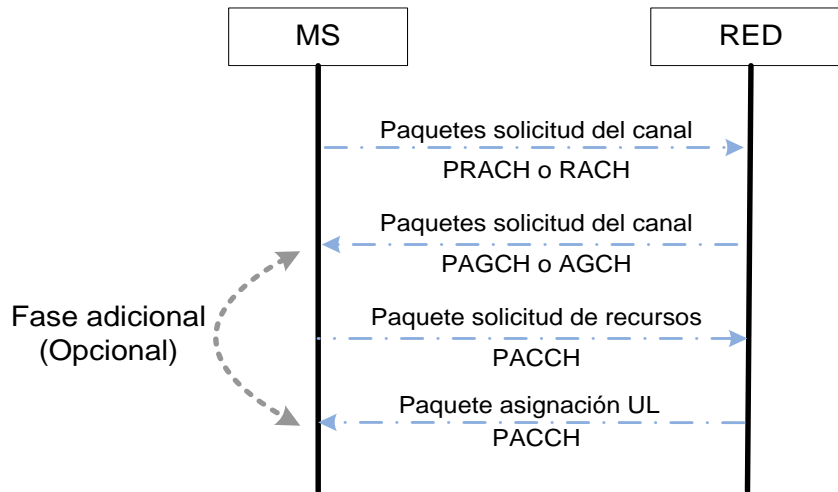 MS
RED
Paquetes solicitud del canal
PRACH o RACH
Paquetes solicitud del canal
PAGCH o AGCH
Fase adicional
(Opcional)
Paquete solicitud de recursos
PACCH
Paquete asignación UL
PACCH